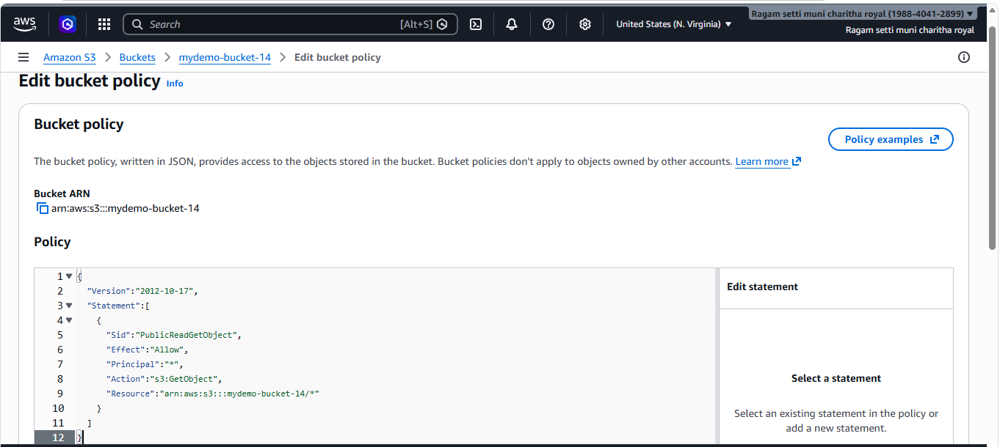 aws
Search [Alt+S]
United States (N. Virginia) ▼
Ragam setti muni charitha royal (1988-4041-2899) ▼
Ragam setti muni charitha royal
Amazon S3 > Buckets > mydemo-bucket-14 > Edit bucket policy
Edit bucket policy Info
Bucket policy
Policy examples
The bucket policy, written in JSON, provides access to the objects stored in the bucket. Bucket policies don't apply to objects owned by other accounts. Learn more
Bucket ARN
arn:aws:s3:::mydemo-bucket-14
Policy
1 {
2 "Version":"2012-10-17",
3 "Statement":[
4 {
5 "Sid":"PublicReadGetObject",
6 "Effect":"Allow",
7 "Principal":"*",
8 "Action":"s3:GetObject",
9 "Resource":"arn:aws:s3:::mydemo-bucket-14/*"
10 }
11 ]
12 }
Edit statement
Select a statement
Select an existing statement in the policy or
add a new statement.